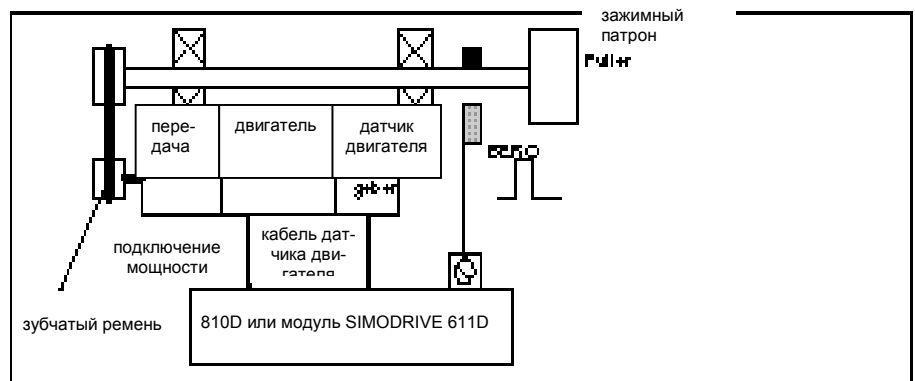 зажимный
патрон
пере-
дача
двигатель
датчик
двигателя
BERO
подключение
мощности
кабель дат-
чика дви-
гателя
зубчатый ремень
810D или модуль SIMODRIVE 611D